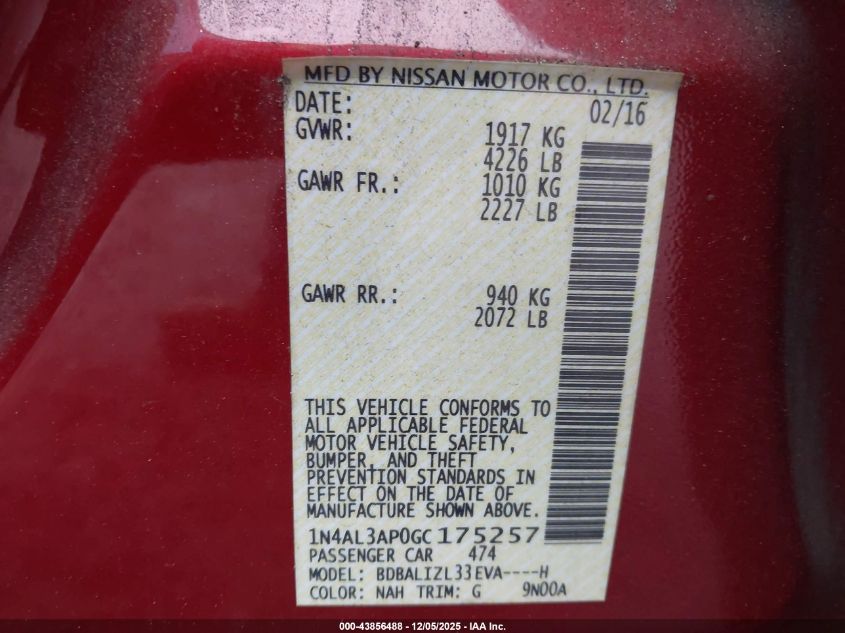 MFD BY NISSAN MOTOR CO., LTD.
DATE: 02/16
GVWR: 1917 KG
4226 LB
GAWR FR.: 1010 KG
2227 LB
GAWR RR.: 940 KG
2072 LB
THIS VEHICLE CONFORMS TO
ALL APPLICABLE FEDERAL
MOTOR VEHICLE SAFETY,
BUMPER, AND THEFT
PREVENTION STANDARDS IN
EFFECT ON THE DATE OF
MANUFACTURE SHOWN ABOVE.
1N4AL3AP0GC175257
PASSENGER CAR 474
MODEL: BDBALIZL33EVA----H
COLOR: NAH TRIM: G 9N00A
000-43856488 - 12/05/2025 - IAA Inc.